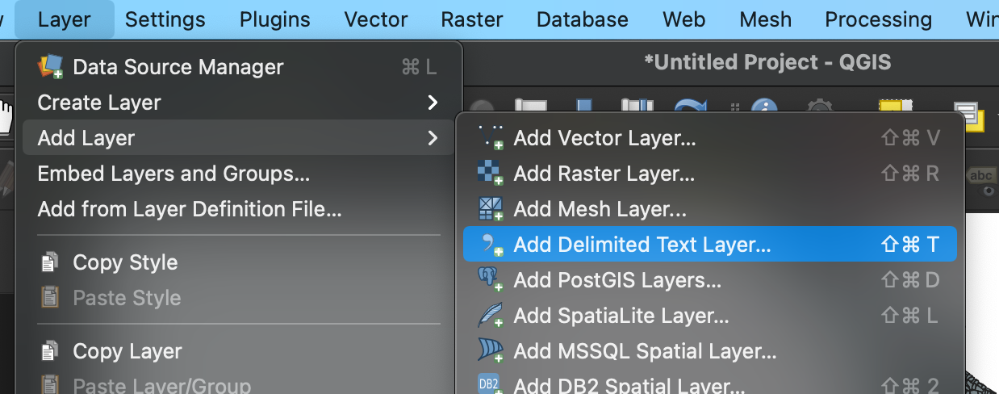 Layer Settings Plugins Vector Raster Database Web Mesh Processing
*Untitled Project - QGIS
Data Source Manager ⌘ L
Create Layer
Add Layer
Embed Layers and Groups...
Add from Layer Definition File...
Copy Style
Paste Style
Copy Layer
Paste Layer/Group
Add Vector Layer... ⇧⌘ V
Add Raster Layer... ⇧⌘ R
Add Mesh Layer...
Add Delimited Text Layer... ⇧⌘ T
Add PostGIS Layers... ⇧⌘ D
Add SpatiaLite Layer... ⇧⌘ L
Add MSSQL Spatial Layer...
DB2 Add DB2 Spatial Layer... ⇧⌘ 2
abc